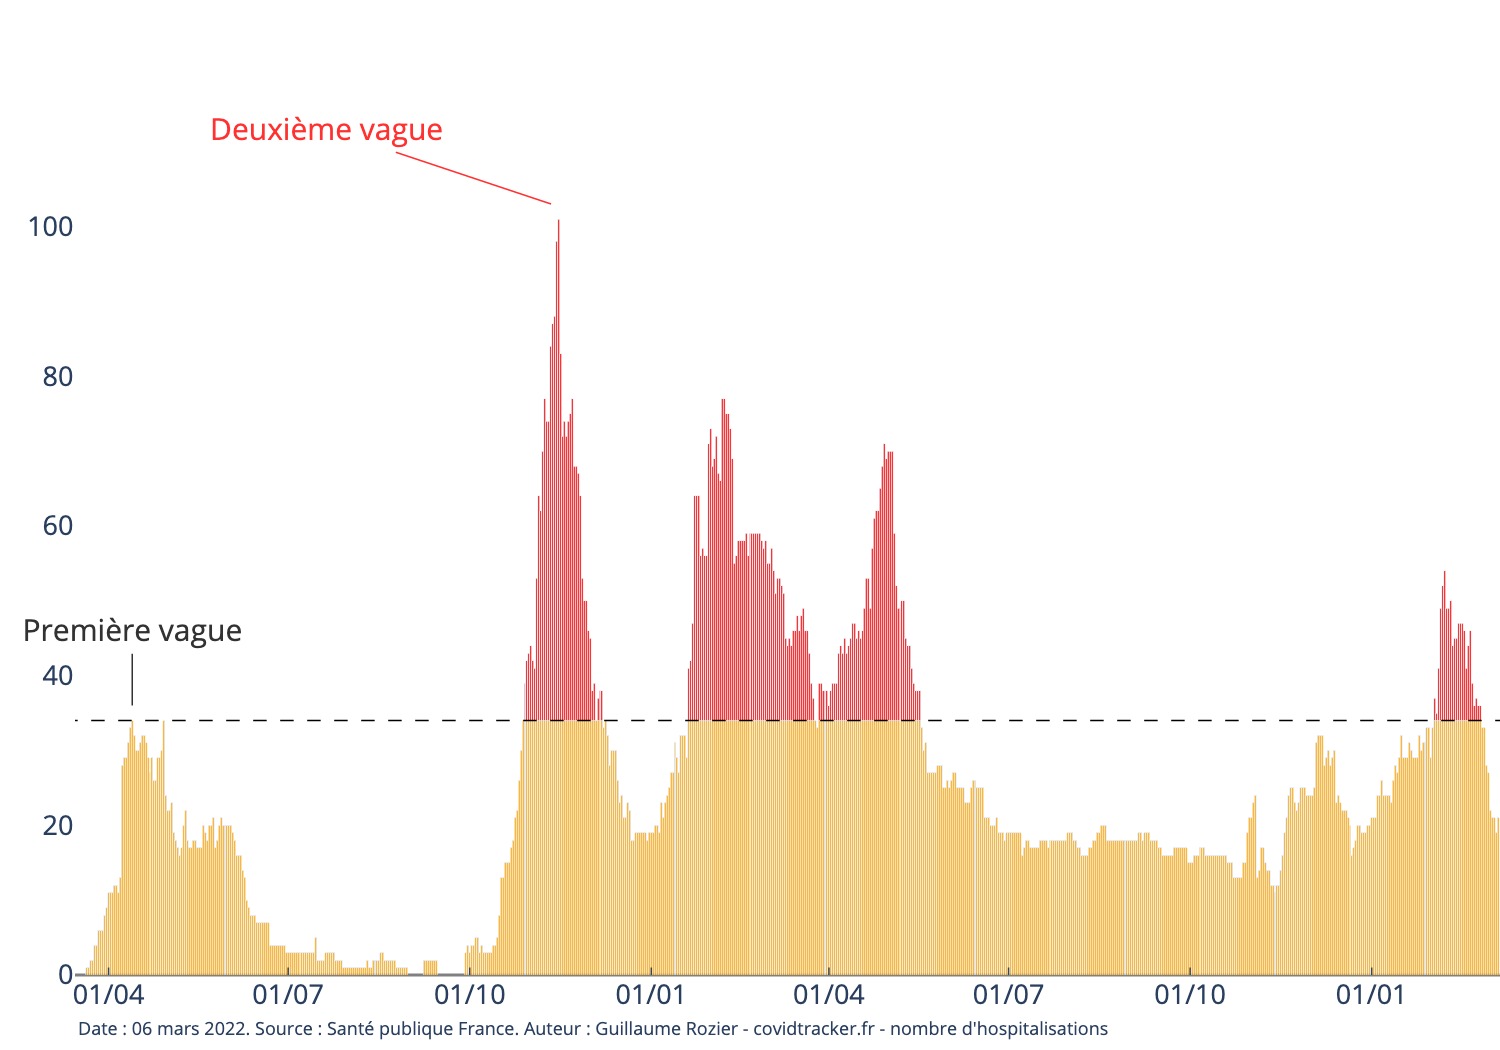 Deuxième vague
100
80
60
Première vague
40
20
0
01/04 01/07 01/10 01/01 01/04 01/07 01/10 01/01
Date : 06 mars 2022. Source : Santé publique France. Auteur : Guillaume Rozier - covidtracker.fr - nombre d'hospitalisations